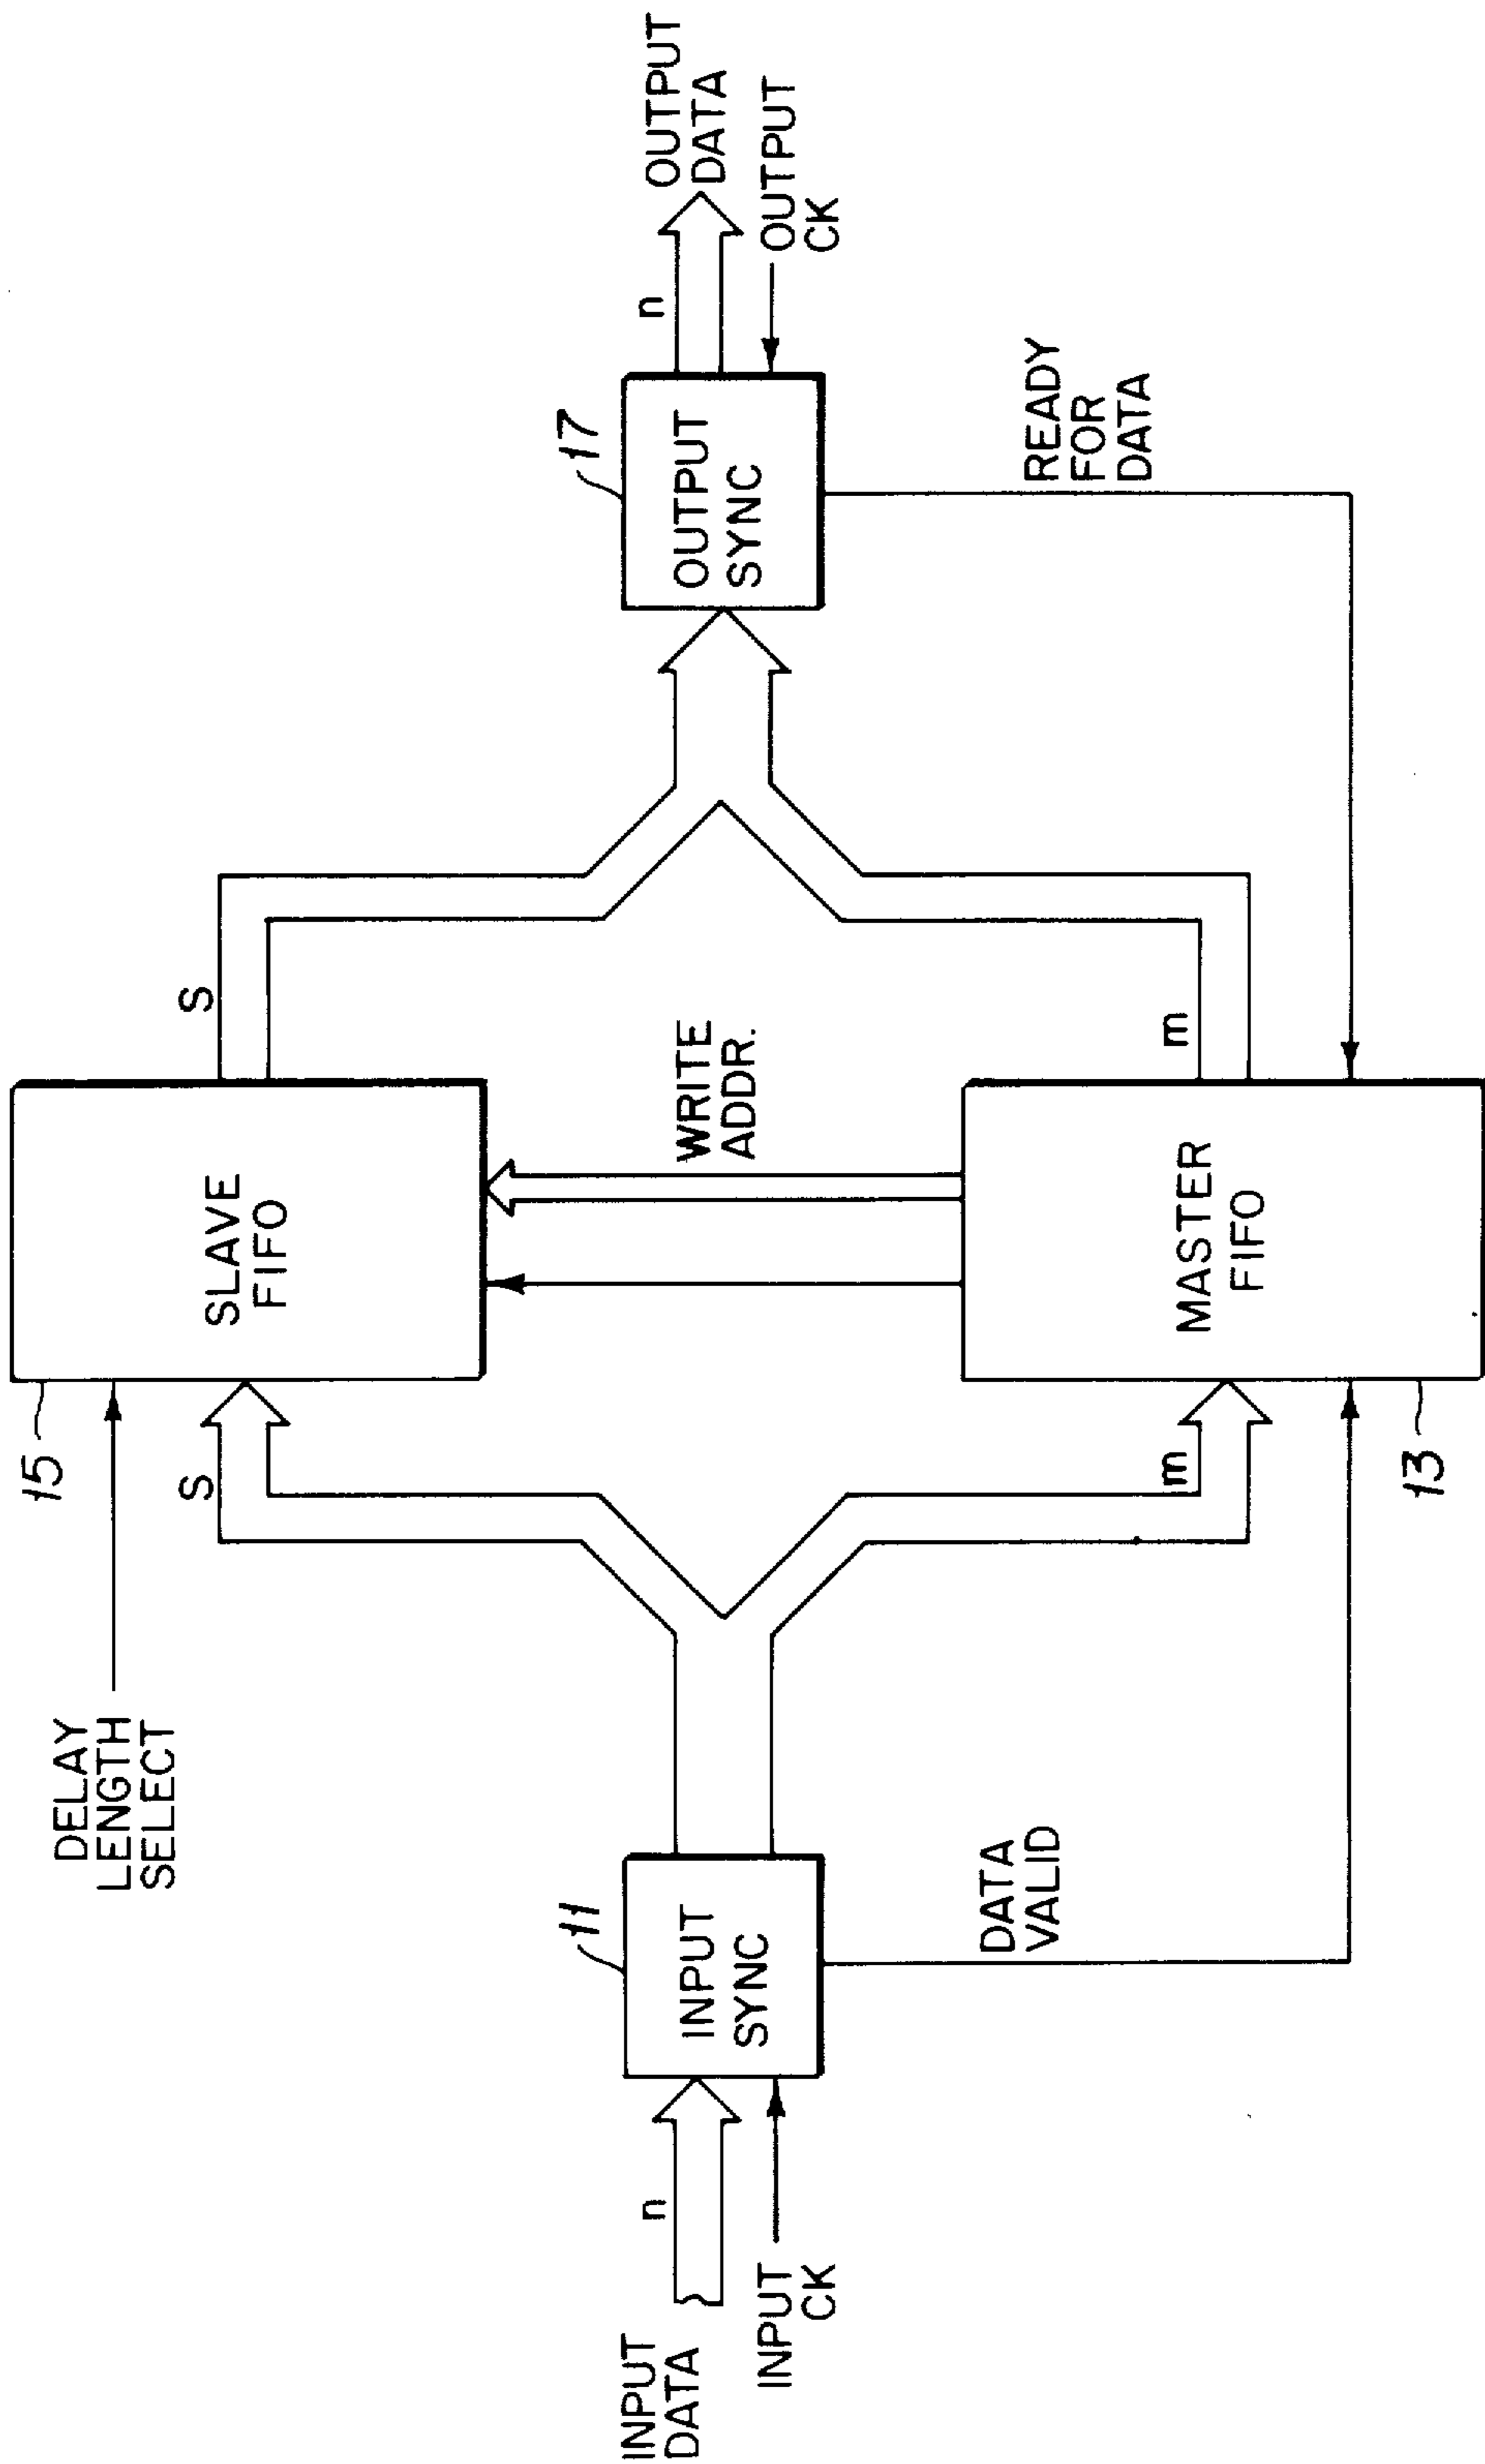 DELAY
LENGTH
SELECT
15
S
SLAVE
FIFO
S
INPUT
DATA
n
INPUT
CK
11
INPUT
SYNC
WRITE
ADDR.
17
OUTPUT
SYNC
n
OUTPUT
DATA
OUTPUT
CK
DATA
VALID
READY
FOR
DATA
m
MASTER
FIFO
m
13